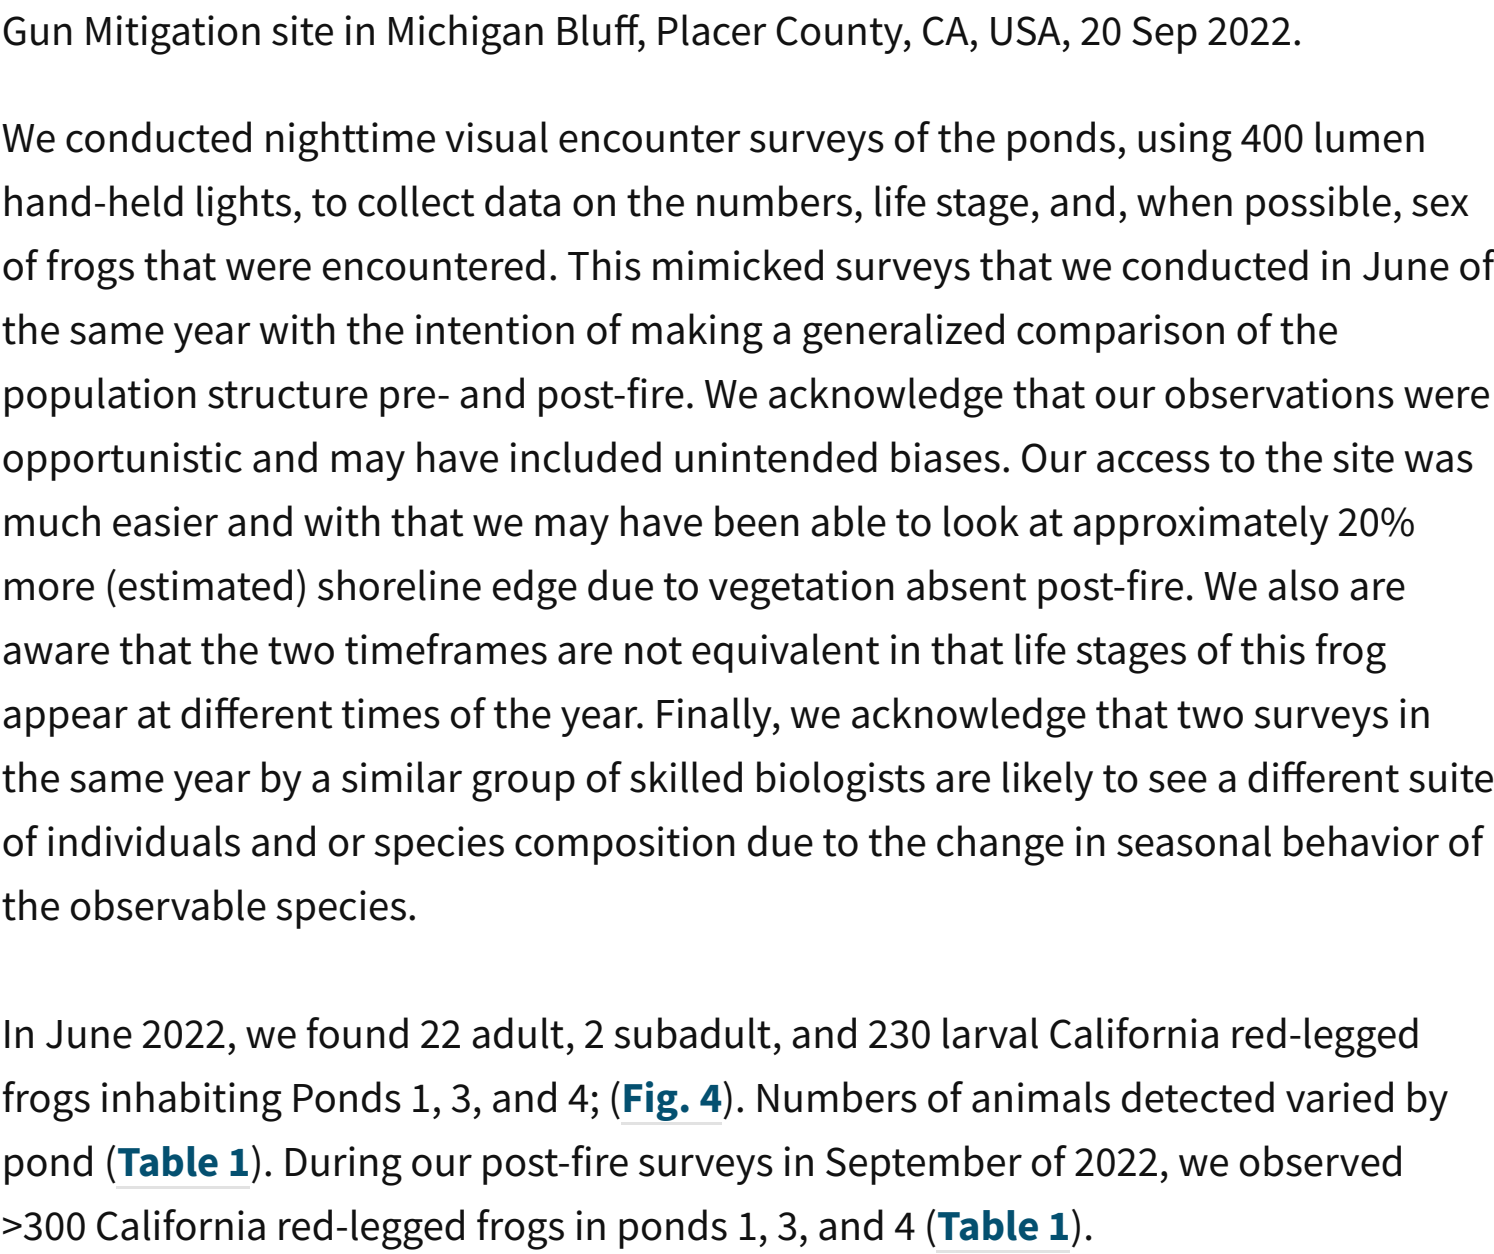 Gun Mitigation site in Michigan Bluff, Placer County, CA, USA, 20 Sep 2022.
We conducted nighttime visual encounter surveys of the ponds, using 400 lumen
hand-held lights, to collect data on the numbers, life stage, and, when possible, sex
of frogs that were encountered. This mimicked surveys that we conducted in June of
the same year with the intention of making a generalized comparison of the
population structure pre- and post-fire. We acknowledge that our observations were
opportunistic and may have included unintended biases. Our access to the site was
much easier and with that we may have been able to look at approximately 20%
more (estimated) shoreline edge due to vegetation absent post-fire. We also are
aware that the two timeframes are not equivalent in that life stages of this frog
appear at different times of the year. Finally, we acknowledge that two surveys in
the same year by a similar group of skilled biologists are likely to see a different suite
of individuals and or species composition due to the change in seasonal behavior of
the observable species.
In June 2022, we found 22 adult, 2 subadult, and 230 larval California red-legged
frogs inhabiting Ponds 1, 3, and 4; (Fig. 4). Numbers of animals detected varied by
pond (Table 1). During our post-fire surveys in September of 2022, we observed
>300 California red-legged frogs in ponds 1, 3, and 4 (Table 1).